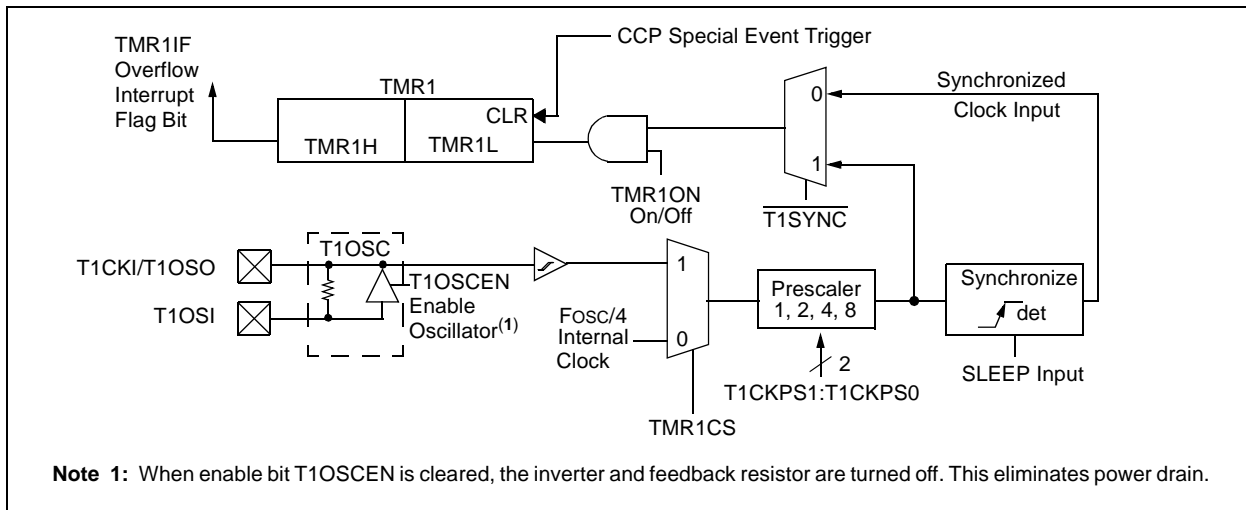 TMR1IF
Overflow
Interrupt
Flag Bit
CCP Special Event Trigger
TMR1
CLR
TMR1H
TMR1L
TMR1ON
On/Off
0
1
T1SYNC
Synchronized
Clock Input
T1CKI/T1OSO
T1OSI
T1OSC
T1OSCEN
Enable
Oscillator(1)
FOSC/4
Internal
Clock
1
0
TMR1CS
Prescaler
1, 2, 4, 8
2
T1CKPS1:T1CKPS0
Synchronize
det
SLEEP Input
Note 1: When enable bit T1OSCEN is cleared, the inverter and feedback resistor are turned off. This eliminates power drain.